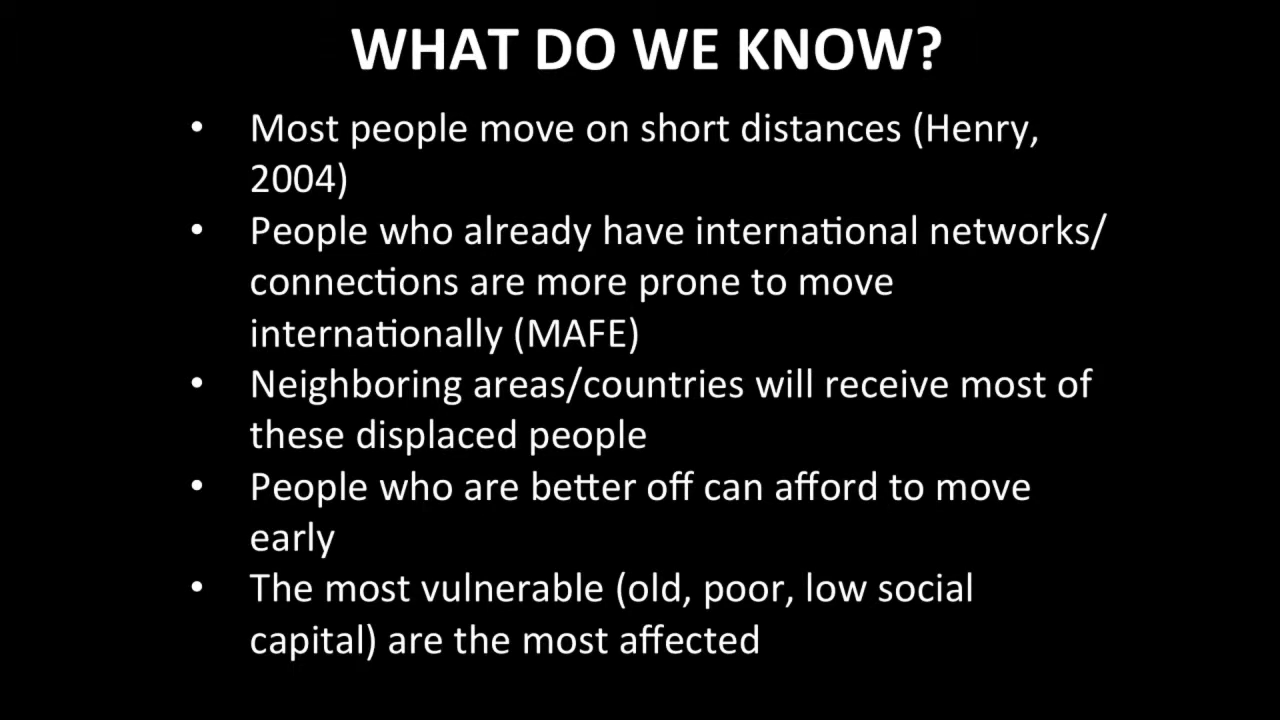 WHAT DO WE KNOW?
• Most people move on short distances (Henry,
2004)
• People who already have international networks/
connections are more prone to move
internationally (MAFE)
• Neighboring areas/countries will receive most of
these displaced people
• People who are better off can afford to move
early
• The most vulnerable (old, poor, low social
capital) are the most affected